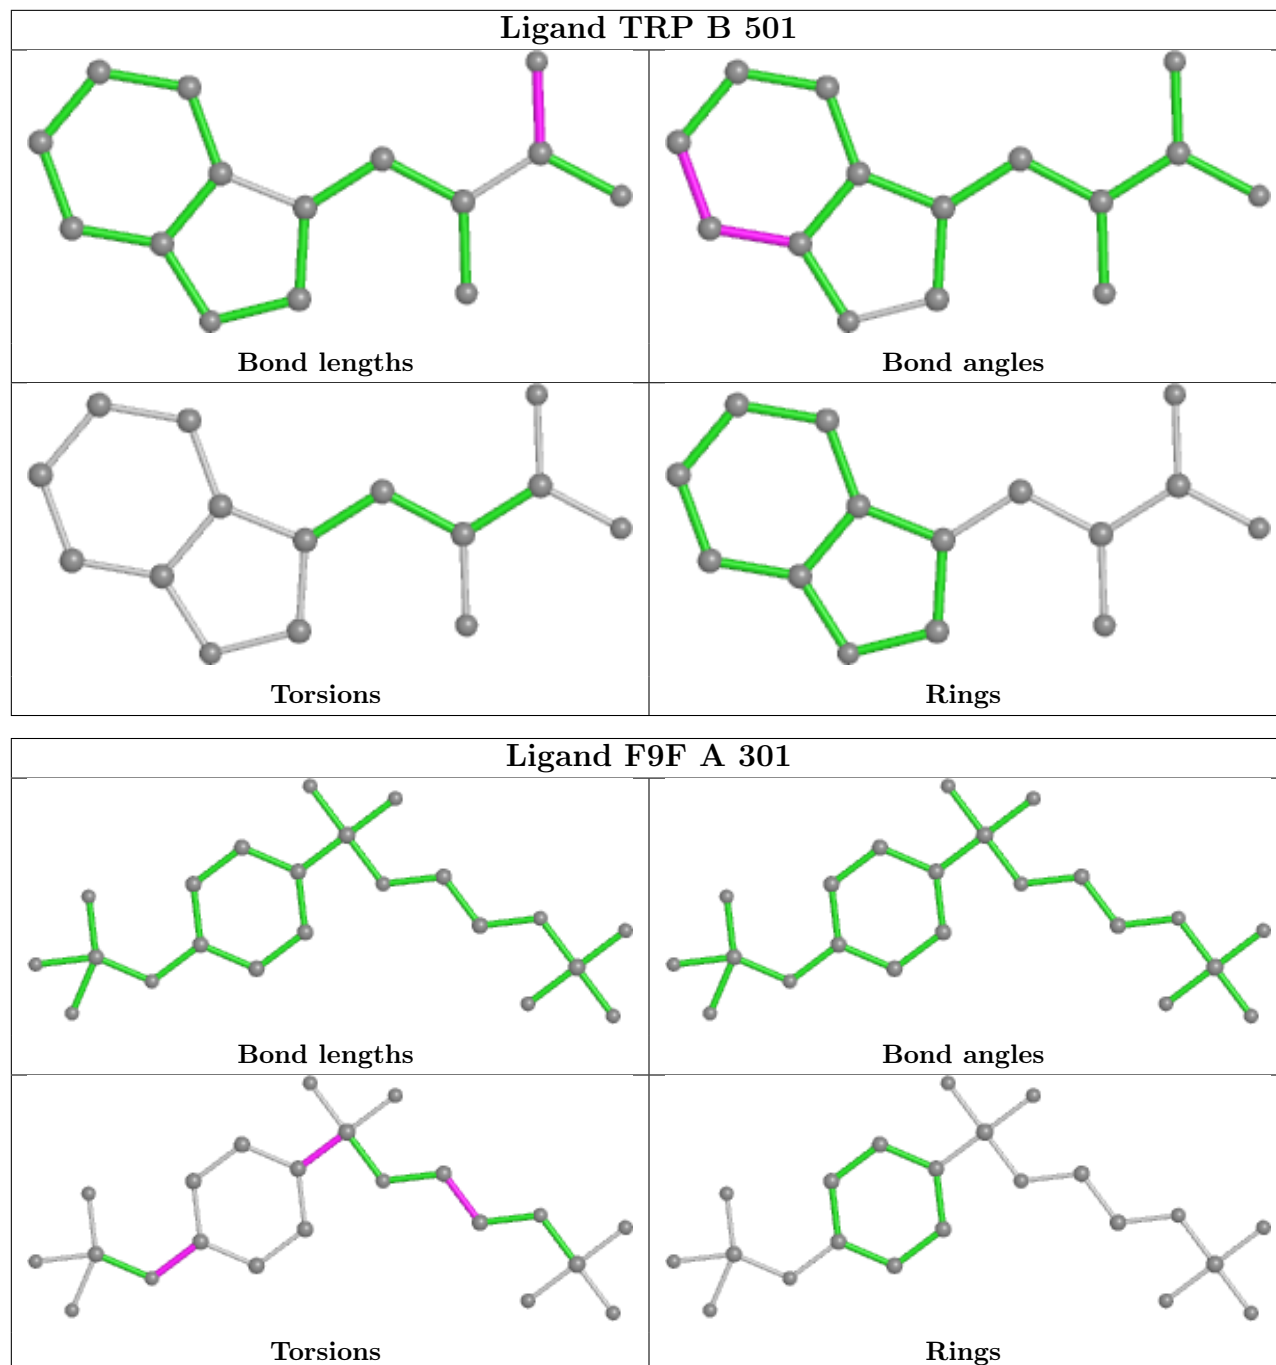 Ligand TRP B 501
Bond lengths
Bond angles
Torsions
Rings
Ligand F9F A 301
Bond lengths
Bond angles
Torsions
Rings